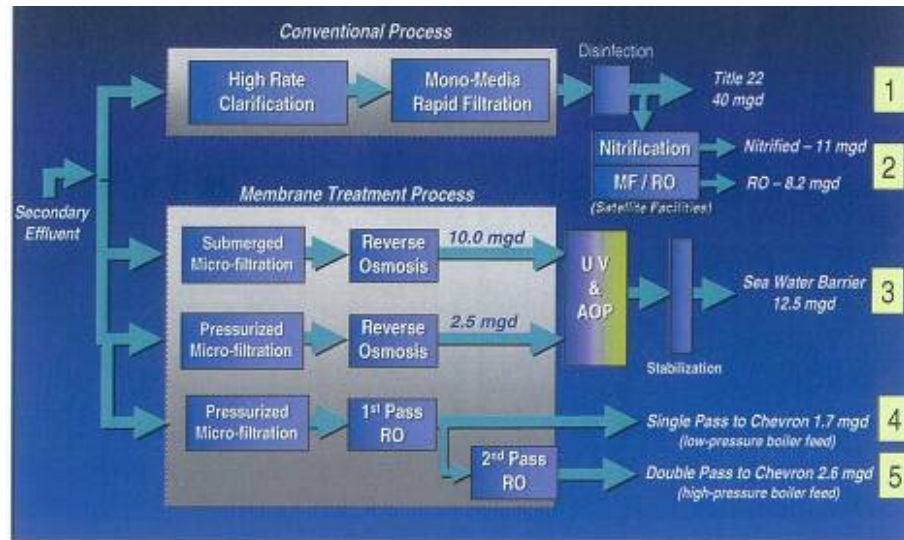 Conventional Process
High Rate
Clarification
Mono-Media
Rapid Filtration
Disinfection
Title 22
40 mgd
1
Nitrification
MF / RO
(Satellite Facilities)
Nitrified – 11 mgd
RO – 8.2 mgd
2
Secondary
Effluent
Membrane Treatment Process
Submerged
Micro-filtration
Reverse
Osmosis
10.0 mgd
UV
&
AOP
Stabilization
Sea Water Barrier
12.5 mgd
3
Pressurized
Micro-filtration
Reverse
Osmosis
2.5 mgd
Pressurized
Micro-filtration
1st Pass
RO
Single Pass to Chevron 1.7 mgd
(low-pressure boiler feed)
4
2nd Pass
RO
Double Pass to Chevron 2.6 mgd
(high-pressure boiler feed)
5